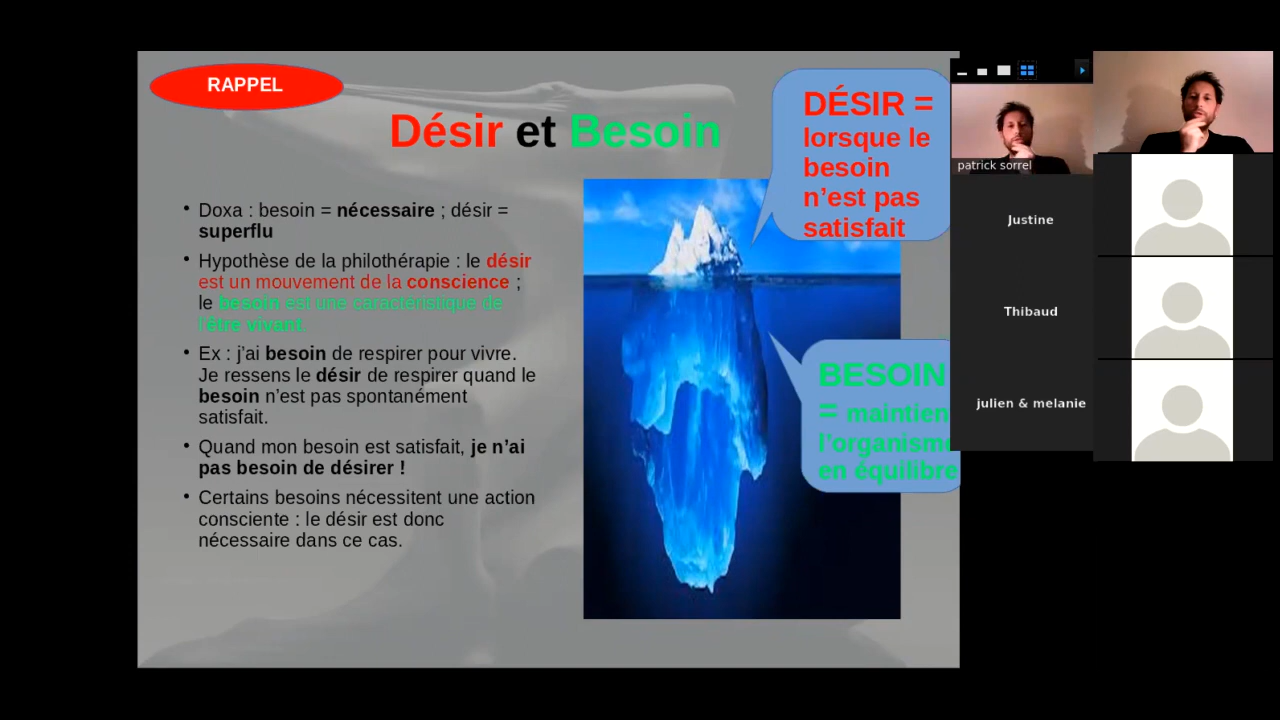 RAPPEL
Désir et Besoin
• Doxa : besoin = nécessaire ; désir =
superflu
• Hypothèse de la philothérapie : le désir
est un mouvement de la conscience ;
le besoin est une caractéristique de
l'être vivant.
• Ex : j'ai besoin de respirer pour vivre.
Je ressens le désir de respirer quand le
besoin n'est pas spontanément
satisfait.
• Quand mon besoin est satisfait, je n'ai
pas besoin de désirer !
• Certains besoins nécessitent une action
consciente : le désir est donc
nécessaire dans ce cas.
DÉSIR =
lorsque le
besoin
n'est pas
satisfait
BESOIN
= maintien
l'organisme
en équilibre
patrick sorrel
Justine
Thibaud
julien & melanie